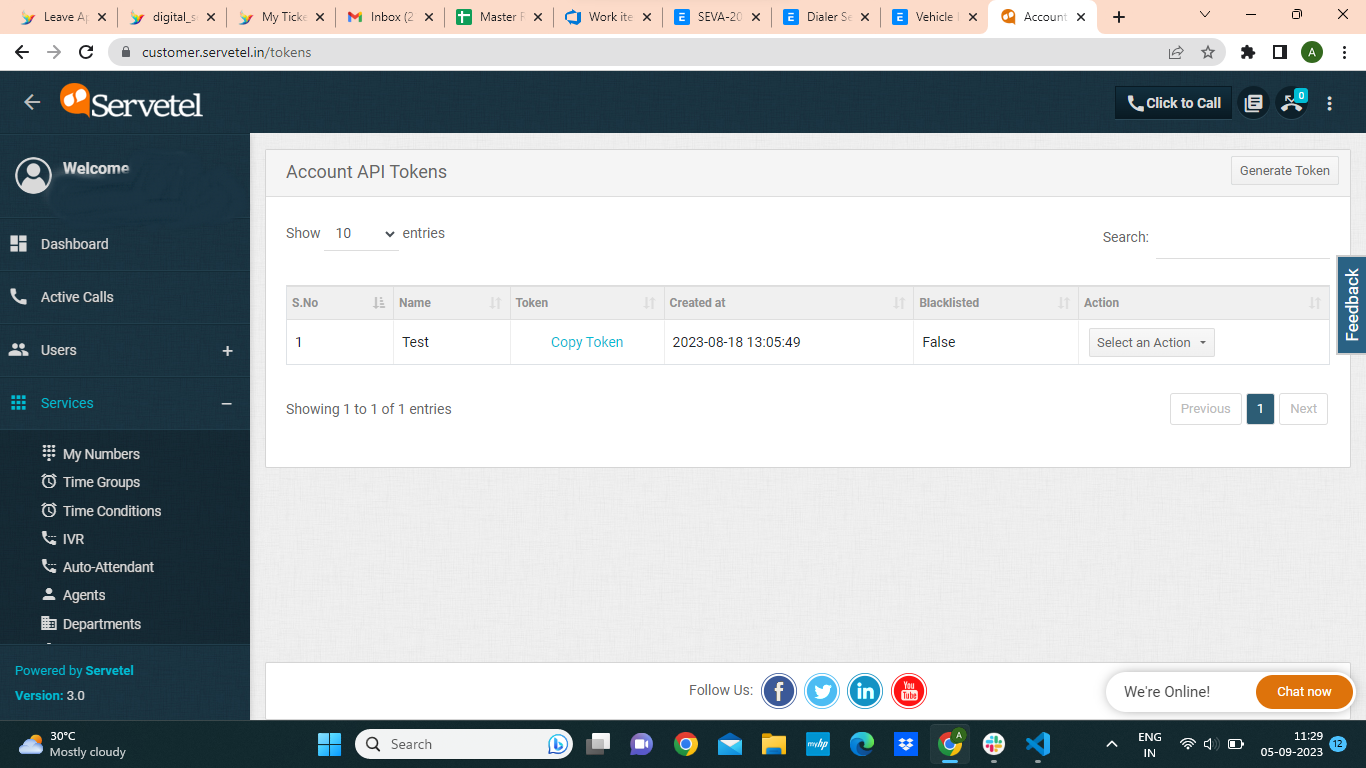 Leave Ap
digital_se
My Ticke
Inbox (2
Master F
Work ite
SEVA-20
Dialer Se
Vehicle
Account
customer.servetel.in/tokens
A
Servetel
Click to Call
0
Welcome
Dashboard
Active Calls
Users
Services
My Numbers
Time Groups
Time Conditions
IVR
Auto-Attendant
Agents
Departments
Powered by Servetel
Version: 3.0
Account API Tokens
Generate Token
Show 10 entries
Search:
S.No Name Token Created at Blacklisted Action
1 Test Copy Token 2023-08-18 13:05:49 False Select an Action
Showing 1 to 1 of 1 entries
Previous 1 Next
Feedback
Follow Us:
You Tube
We're Online!
Chat now
30°C
Mostly cloudy
Search
myhp
A
ENG
IN
11:29
05-09-2023
12